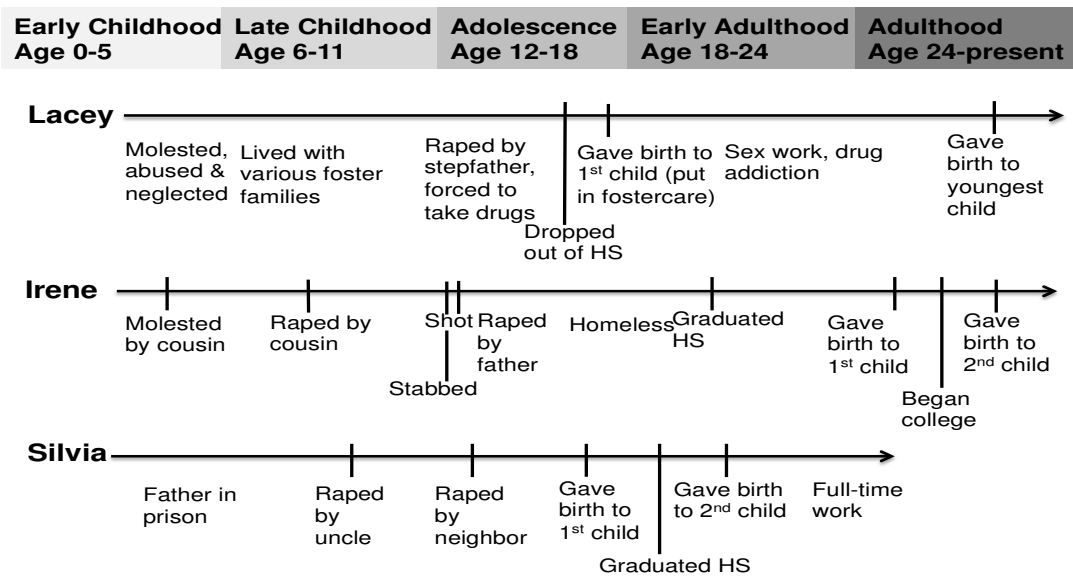 Early Childhood Late Childhood Adolescence Early Adulthood Adulthood
Age 0-5 Age 6-11 Age 12-18 Age 18-24 Age 24-present
Lacey
Molested,
abused &
neglected
Lived with
various foster
families
Raped by
stepfather,
forced to
take drugs
Dropped
out of HS
Gave birth to
1st child (put
in fostercare)
Sex work, drug
addiction
Gave
birth to
youngest
child
Irene
Molested
by cousin
Raped by
cousin
Stabbed
Shot
Raped
by
father
Homeless
Graduated
HS
Gave
birth to
1st child
Began
college
Gave
birth to
2nd child
Silvia
Father in
prison
Raped
by
uncle
Raped
by
neighbor
Gave
birth to
1st child
Graduated HS
Gave birth
to 2nd child
Full-time
work